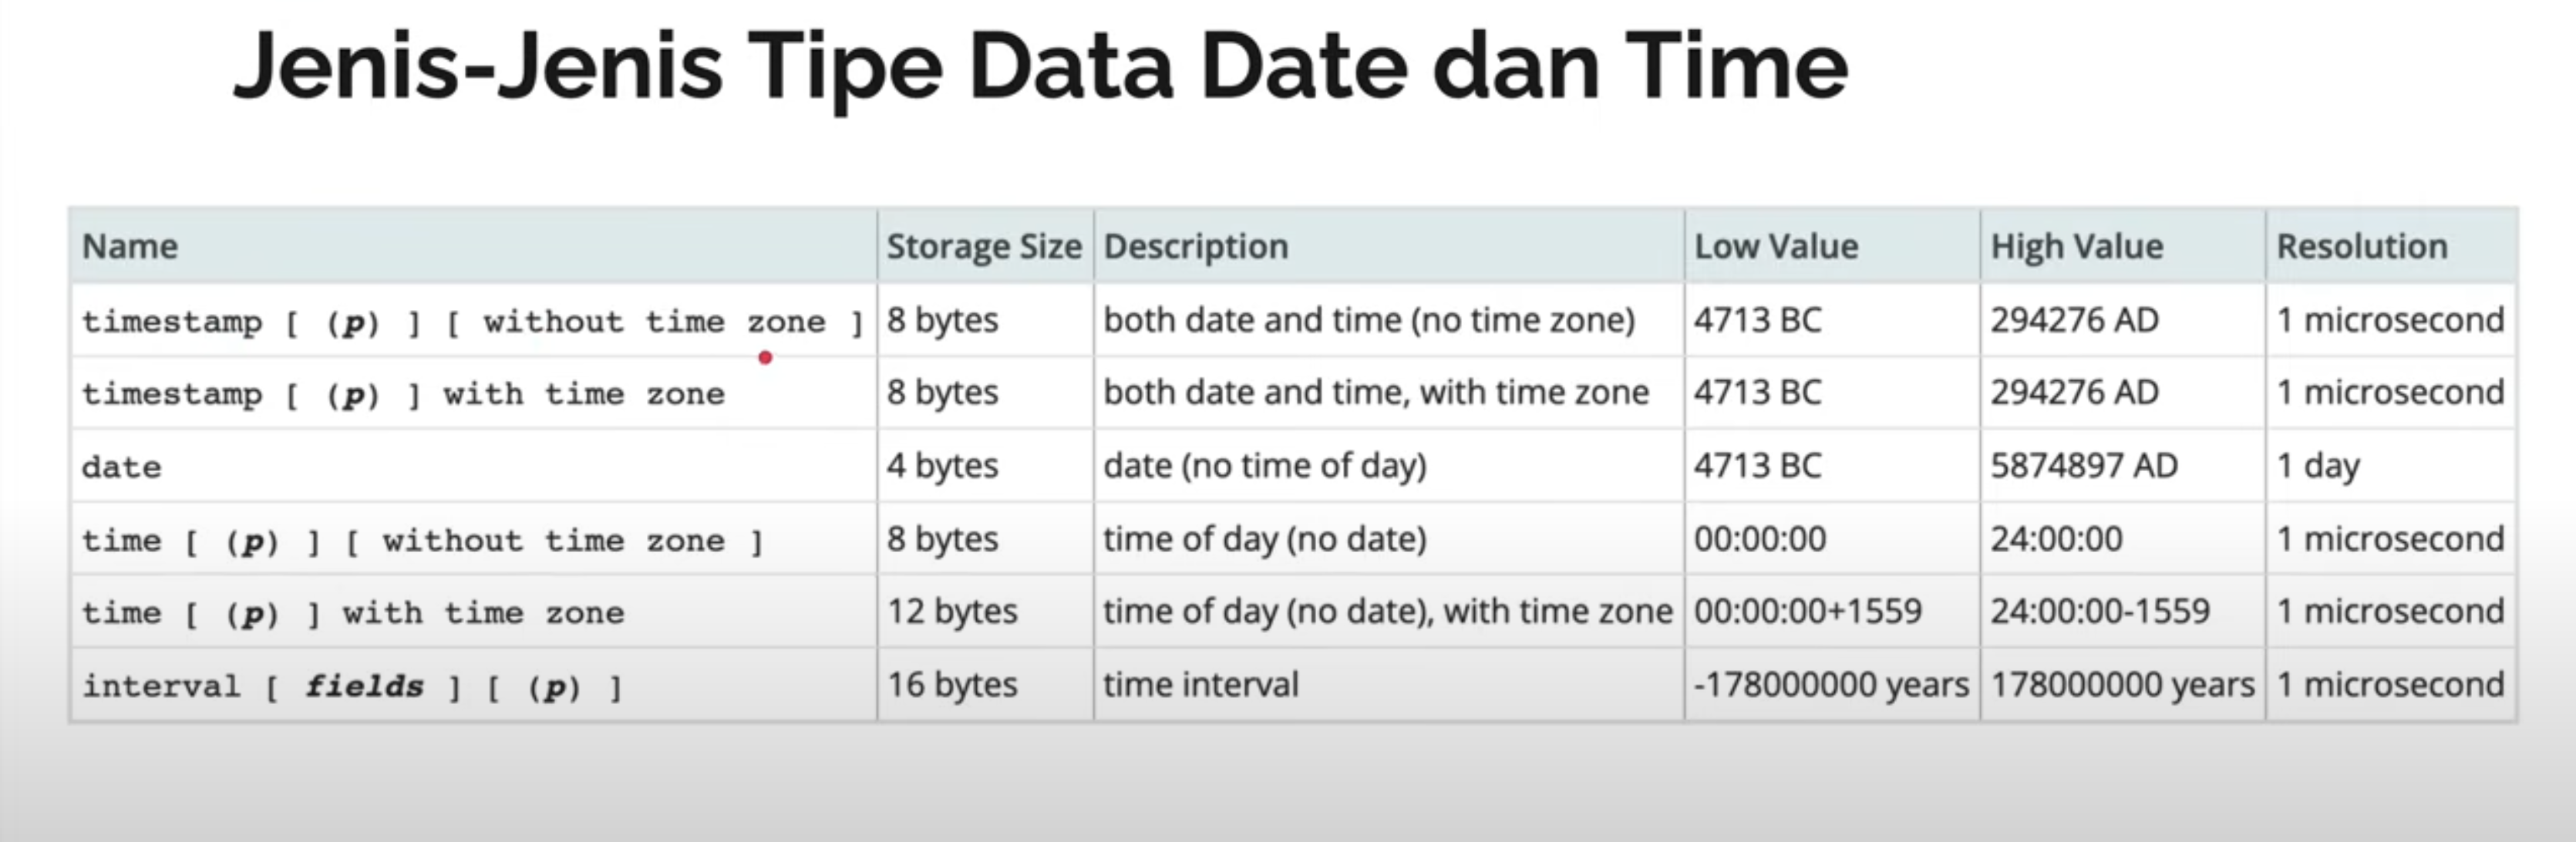 Jenis-Jenis Tipe Data Date dan Time
Name Storage Size Description Low Value High Value Resolution
timestamp [ (p) ] [ without time zone ] 8 bytes both date and time (no time zone) 4713 BC 294276 AD 1 microsecond
timestamp [ (p) ] with time zone 8 bytes both date and time, with time zone 4713 BC 294276 AD 1 microsecond
date 4 bytes date (no time of day) 4713 BC 5874897 AD 1 day
time [ (p) ] [ without time zone ] 8 bytes time of day (no date) 00:00:00 24:00:00 1 microsecond
time [ (p) ] with time zone 12 bytes time of day (no date), with time zone 00:00:00+1559 24:00:00-1559 1 microsecond
interval [ fields ] [ (p) ] 16 bytes time interval -178000000 years 178000000 years 1 microsecond